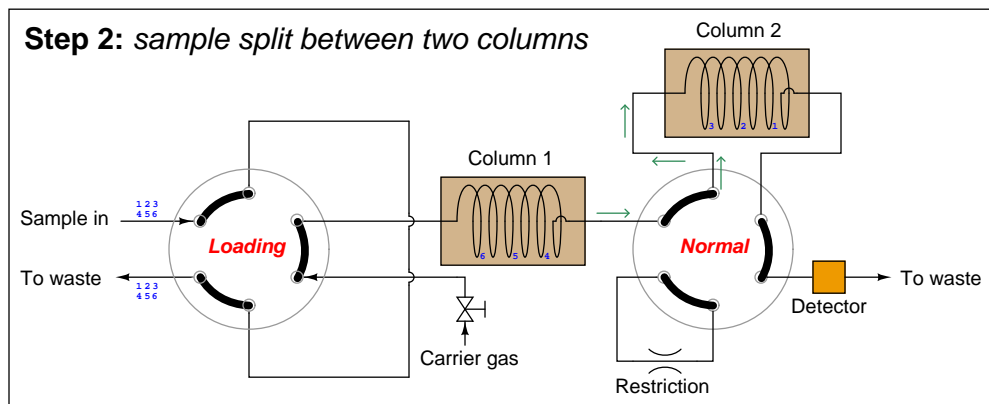 Step 2: sample split between two columns
Column 2
3 2 1
Column 1
6 5 4
Sample in
1 2 3
4 5 6
Loading
Normal
To waste
1 2 3
4 5 6
Carrier gas
Restriction
Detector
To waste